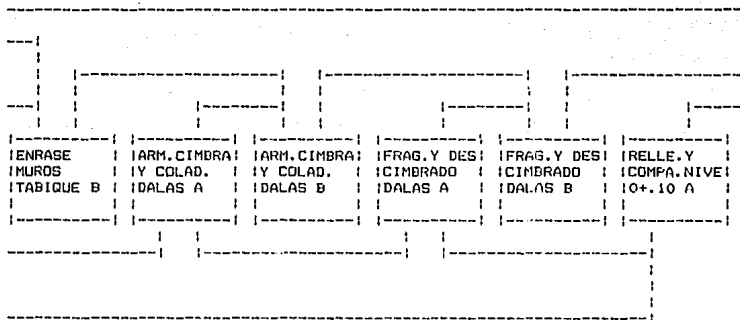 ENRASE
MUROS
TABIQUE B
ARM.CIMBRA
Y COLAD.
DALAS A
ARM.CIMBRA
Y COLAD.
DALAS B
FRAG.Y DES
CIMBRADO
DALAS A
FRAG.Y DES
CIMBRADO
DALAS B
RELLE.Y
COMPA.NIVE
0+.10 A